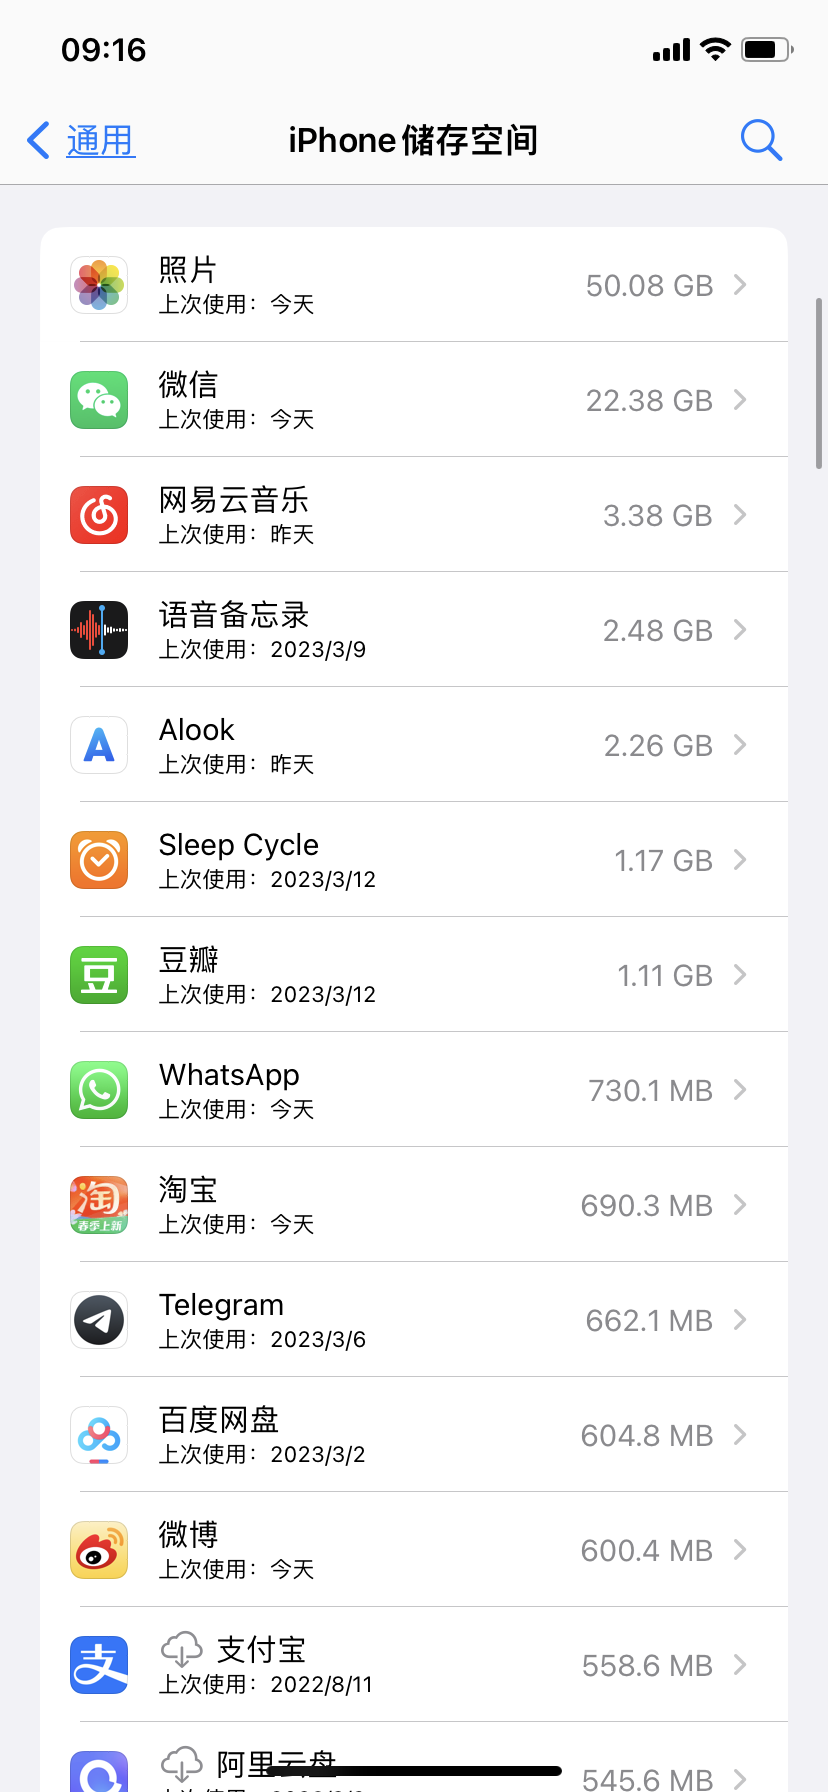 09:16
通用
iPhone储存空间
照片
上次使用：今天
50.08 GB
微信
上次使用：今天
22.38 GB
网易云音乐
上次使用：昨天
3.38 GB
语音备忘录
上次使用：2023/3/9
2.48 GB
Alook
上次使用：昨天
2.26 GB
Sleep Cycle
上次使用：2023/3/12
1.17 GB
豆
豆瓣
上次使用：2023/3/12
1.11 GB
WhatsApp
上次使用：今天
730.1 MB
淘
春季上新
淘宝
上次使用：今天
690.3 MB
Telegram
上次使用：2023/3/6
662.1 MB
百度网盘
上次使用：2023/3/2
604.8 MB
微博
上次使用：今天
600.4 MB
支
支付宝
上次使用：2022/8/11
558.6 MB
阿里云盘
545.6 MB